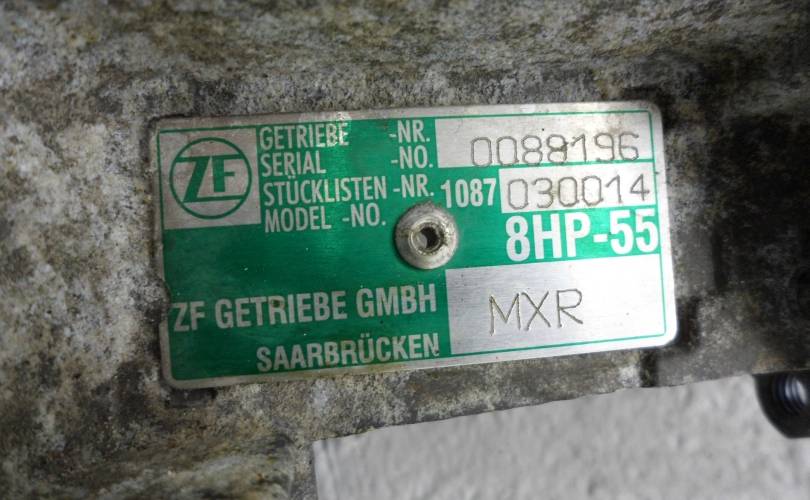 ZF
GETRIEBE -NR.
SERIAL -NO. 0088196
STÜCKLISTEN -NR. 1087 030014
MODEL -NO.
8HP-55
ZF GETRIEBE GMBH MXR
SAARBRÜCKEN